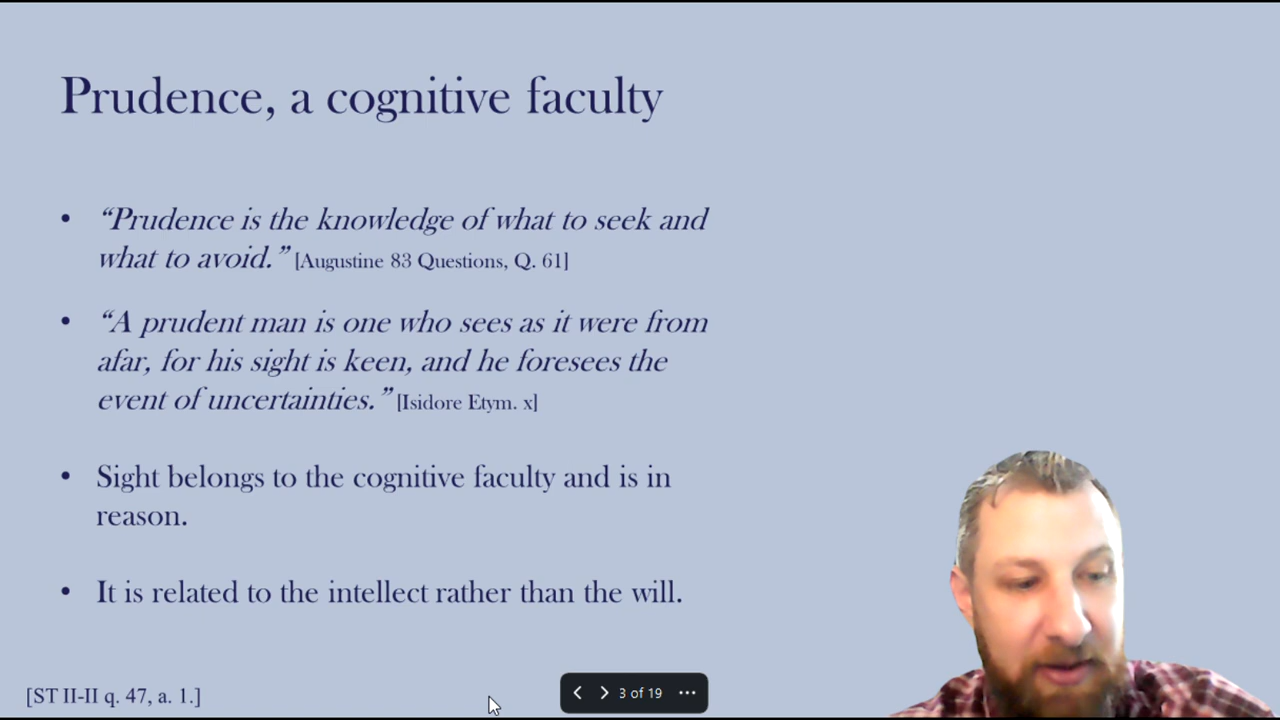 Prudence, a cognitive faculty
• “Prudence is the knowledge of what to seek and
what to avoid.” [Augustine 83 Questions, Q. 61]
• “A prudent man is one who sees as it were from
afar, for his sight is keen, and he foresees the
event of uncertainties.” [Isidore Etym. x]
• Sight belongs to the cognitive faculty and is in
reason.
• It is related to the intellect rather than the will.
[ST II-II q. 47, a. 1.]
3 of 19